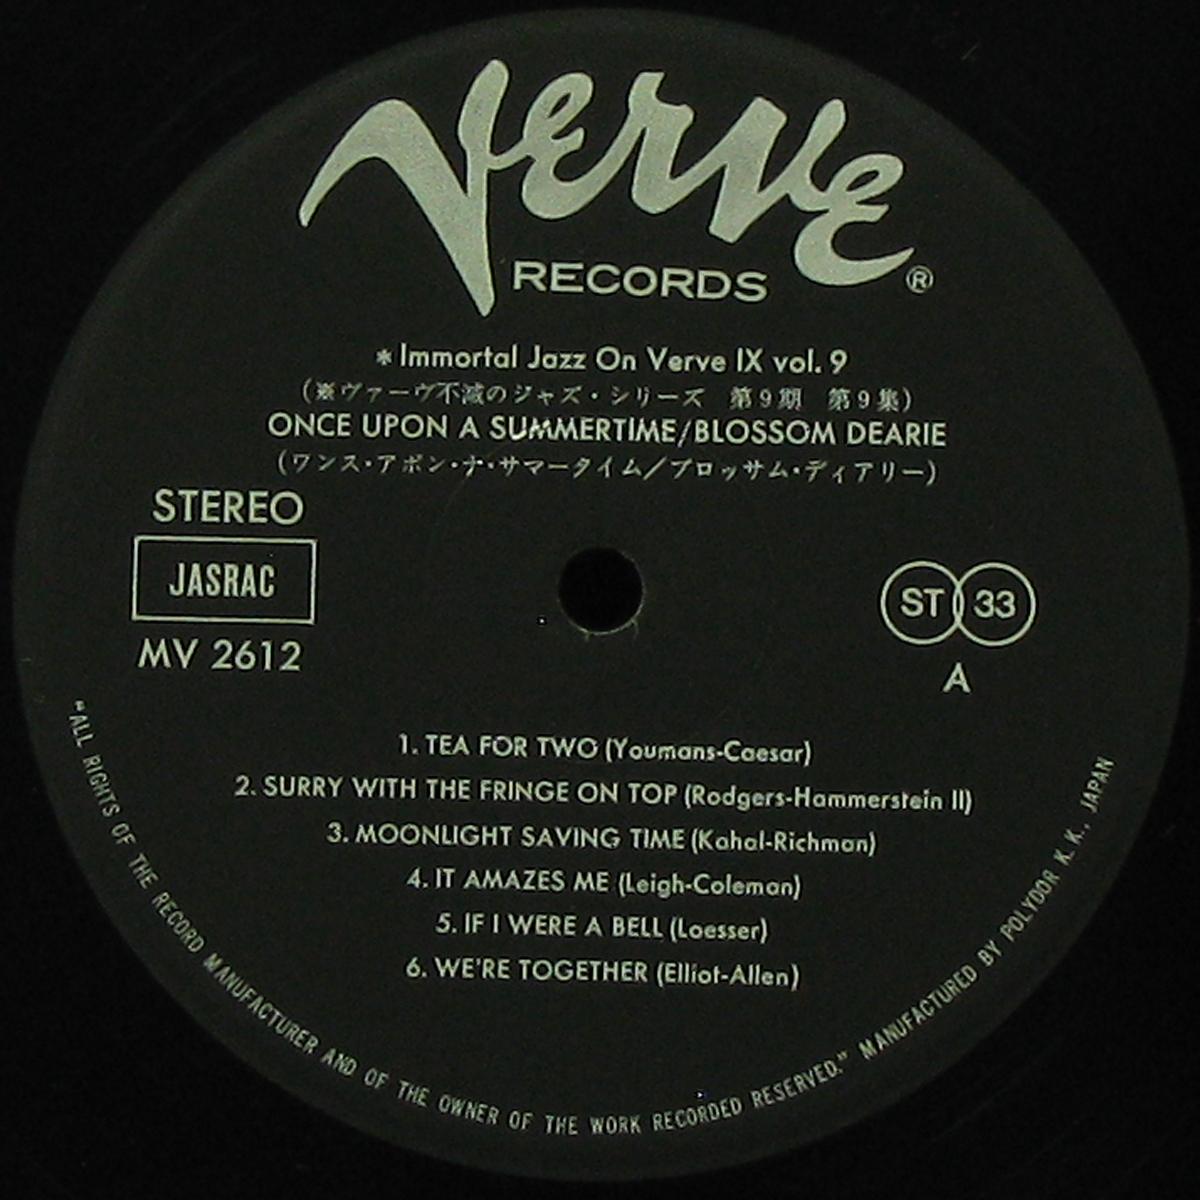 Verve
RECORDS ®
*Immortal Jazz On Verve IX vol. 9
(※ヴァーヴ不滅のジャズ・シリーズ 第9期 第9集)
ONCE UPON A SUMMERTIME/BLOSSOM DEARIE
(ワンス・アポン・ナ・サマータイム/ブロッサム・ディアリー)
STEREO
JASRAC
MV 2612
ST 33
A
1. TEA FOR TWO (Youmans-Caesar)
2. SURRY WITH THE FRINGE ON TOP (Rodgers-Hammerstein II)
3. MOONLIGHT SAVING TIME (Kahal-Richman)
4. IT AMAZES ME (Leigh-Coleman)
5. IF I WERE A BELL (Loesser)
6. WE'RE TOGETHER (Elliot-Allen)
“ALL RIGHTS OF THE RECORD MANUFACTURER AND OF THE OWNER OF THE WORK RECORDED RESERVED.” MANUFACTURED BY POLYDOR K. K., JAPAN